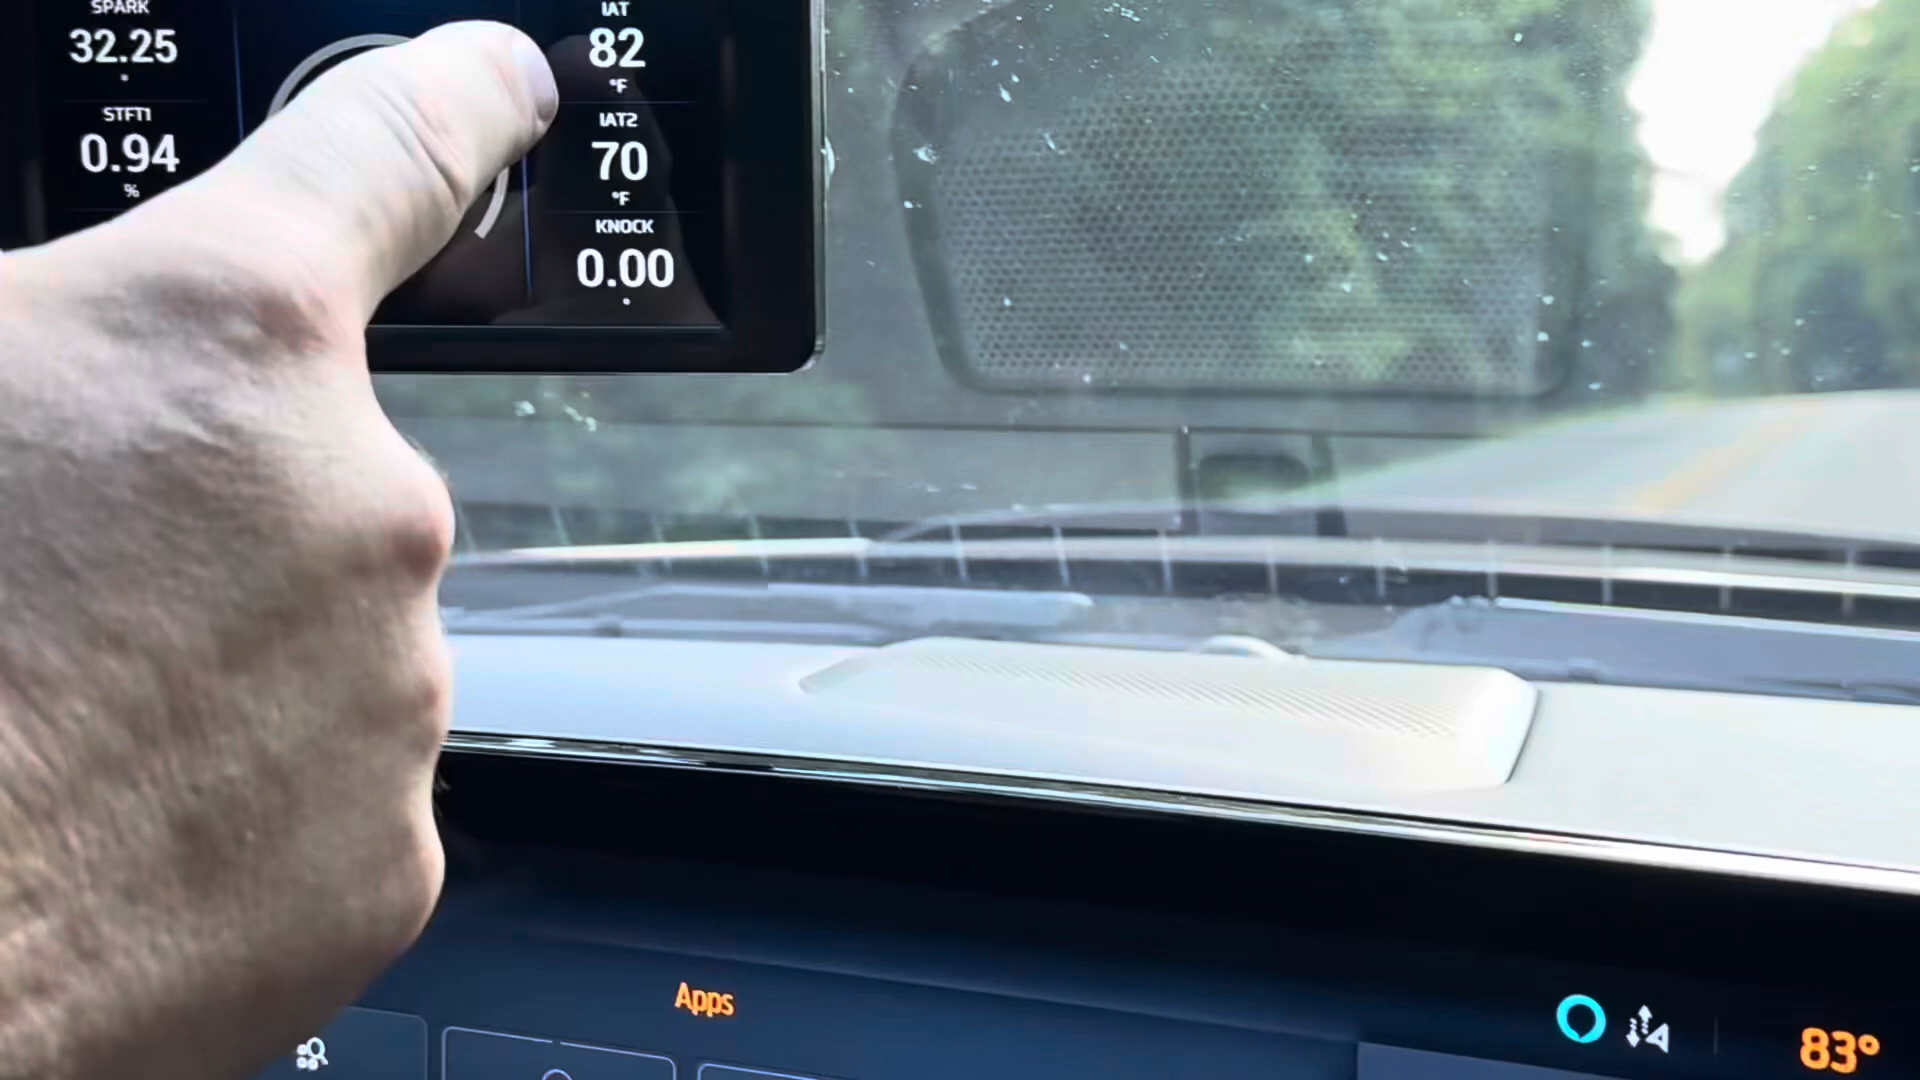 SPARK
32.25
°
STFT1
0.94
%
IAT
82
°F
IAT2
70
°F
KNOCK
0.00
°
Apps
83°